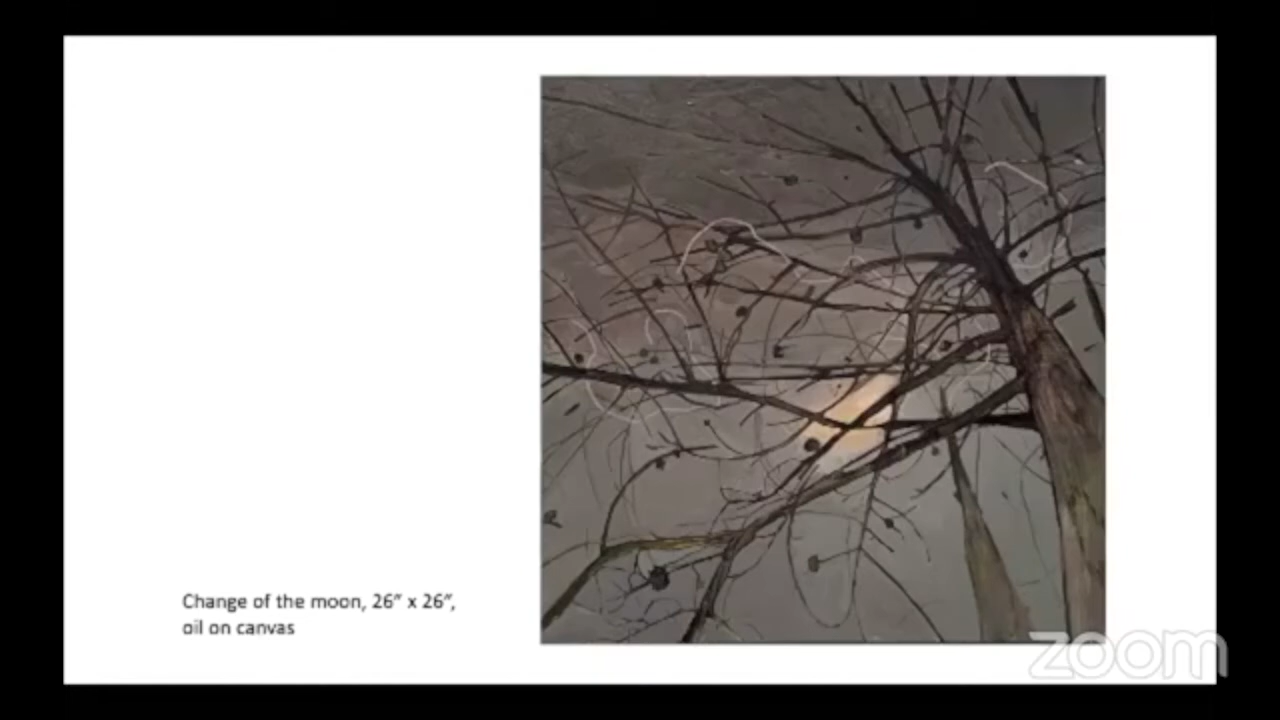 Change of the moon, 26” x 26”,
oil on canvas
zoom